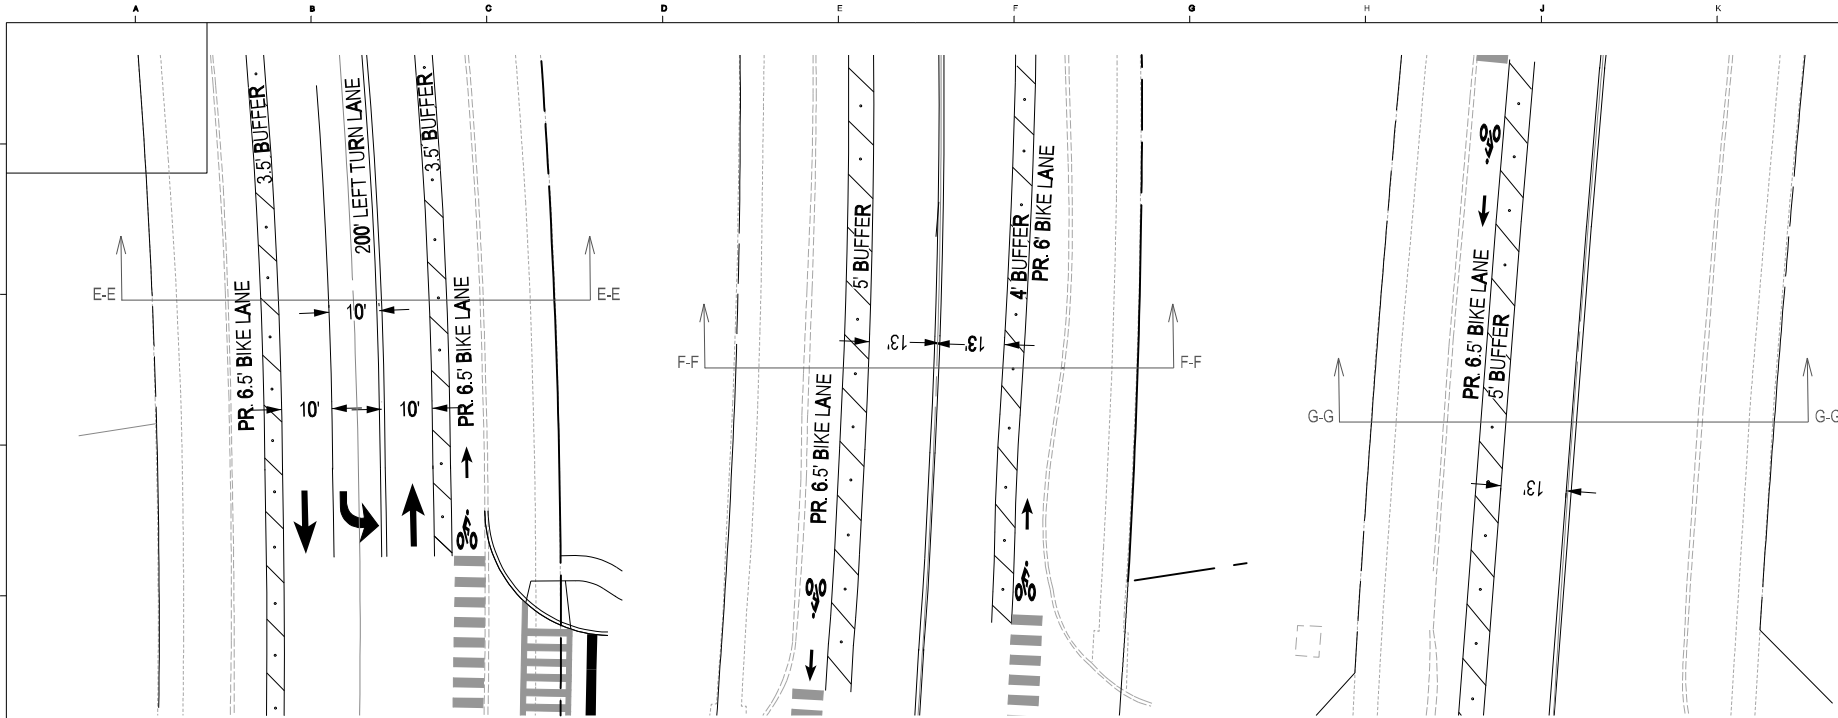 A B C D E F G H J K
3.5' BUFFER
200' LEFT TURN LANE
3.5' BUFFER
E-E
E-E
PR. 6.5' BIKE LANE
10'
PR. 6.5' BIKE LANE
10'
10'
5' BUFFER
4' BUFFER
PR. 6' BIKE LANE
13'
13'
F-F
F-F
PR. 6.5' BIKE LANE
PR. 6.5' BIKE LANE
5' BUFFER
G-G
G-G
13'